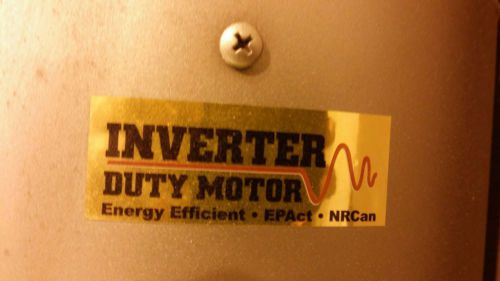 INVERTER
DUTY MOTOR
Energy Efficient • EPAct • NRCan